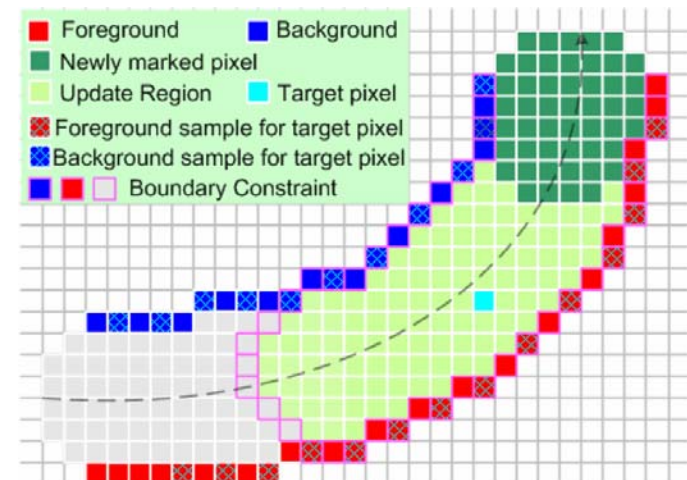 Foreground Background
Newly marked pixel
Update Region Target pixel
Foreground sample for target pixel
Background sample for target pixel
Boundary Constraint